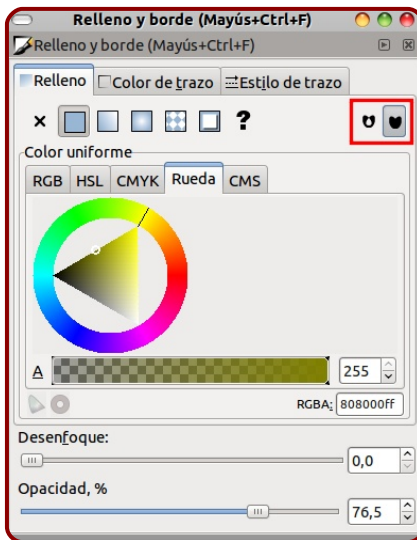 Relleno y borde (Mayús+Ctrl+F)
Relleno y borde (Mayús+Ctrl+F)
Relleno Color de trazo Estilo de trazo
× ?
Color uniforme
RGB HSL CMYK Rueda CMS
A 255
RGBA: 808000ff
Desenfoque:
0,0
Opacidad, %
76,5